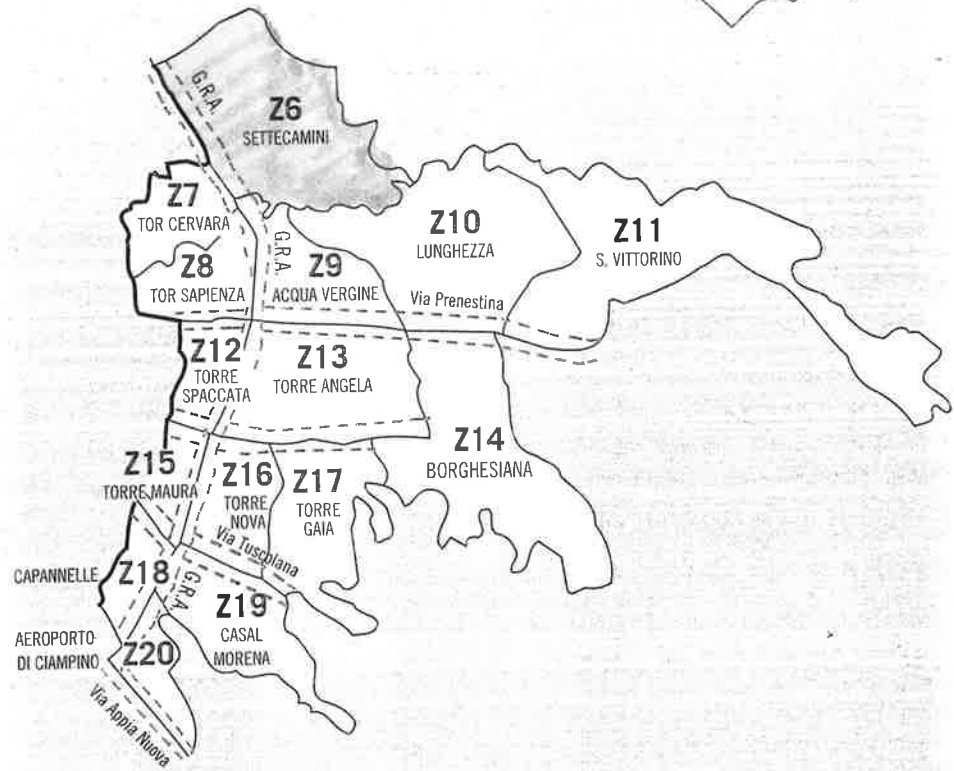 G.R.A.
Z6
SETTECAMINI
Z7
TOR CERVARA
Z8
TOR SAPIENZA
G.R.A.
Z9
ACQUA VERGINE
Z10
LUNGHEZZA
Z11
S. VITTORINO
Via Prenestina
Z12
TORRE
SPACCATA
Z13
TORRE ANGELA
Z14
BORGHESIANA
Z15
TORRE MAURA
Z16
TORRE
NOVA
Z17
TORRE
GAIA
Via Tuscolana
CAPANNELLE
Z18
G.R.A.
Z19
CASAL
MORENA
AEROPORTO
DI CIAMPINO
Z20
Via Appia Nuova